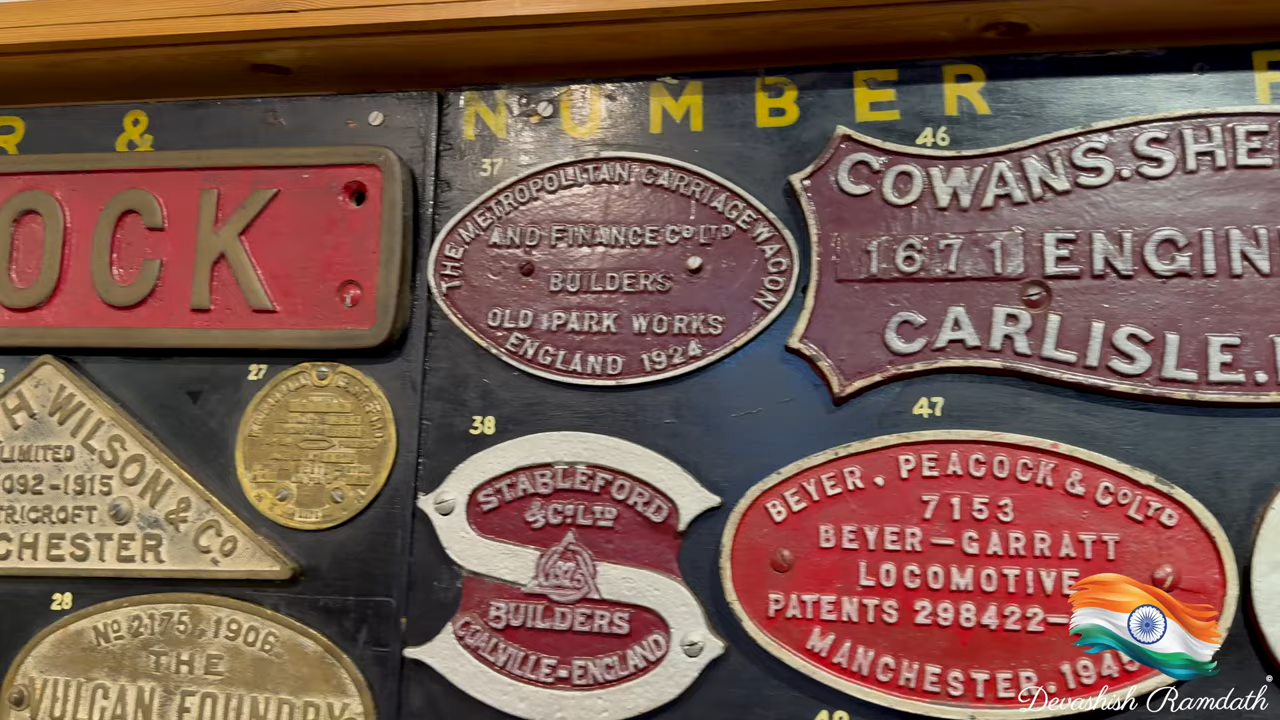 R &
NUMBER
OCK
37
THE METROPOLITAN CARRIAGE WAGON
AND FINANCE Co LTD
BUILDERS
OLD PARK WORKS
ENGLAND 1924
46
COWANS.SHE
1671 ENGIN
CARLISLE.
H. WILSON & Co
LIMITED
092-1915
TRICROFT
CHESTER
27
38
STABLEFORD
& Co LTD
1925
BUILDERS
COALVILLE-ENGLAND
47
BEYER, PEACOCK & Co LTD
7153
BEYER-GARRATT
LOCOMOTIVE
PATENTS 298422-
MANCHESTER.194
28
No 2175.1906
THE
VULCAN FOUND
Devashish Ramdath